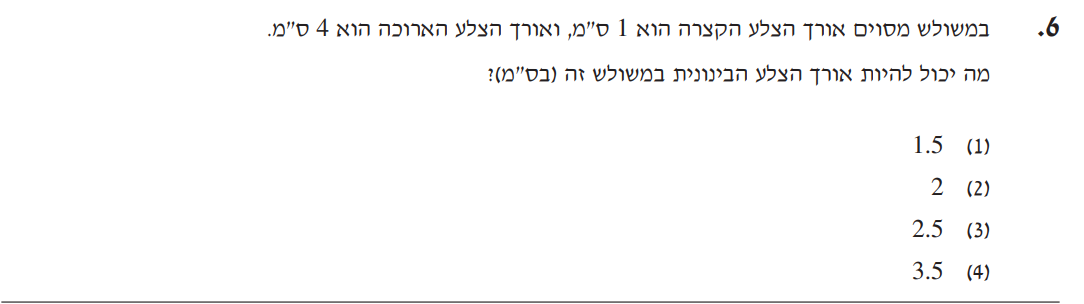 6. במשולש מסוים אורך הצלע הקצרה הוא 1 ס"מ, ואורך הצלע הארוכה הוא 4 ס"מ.
מה יכול להיות אורך הצלע הבינונית במשולש זה (בס"מ)?
(1) 1.5
(2) 2
(3) 2.5
(4) 3.5